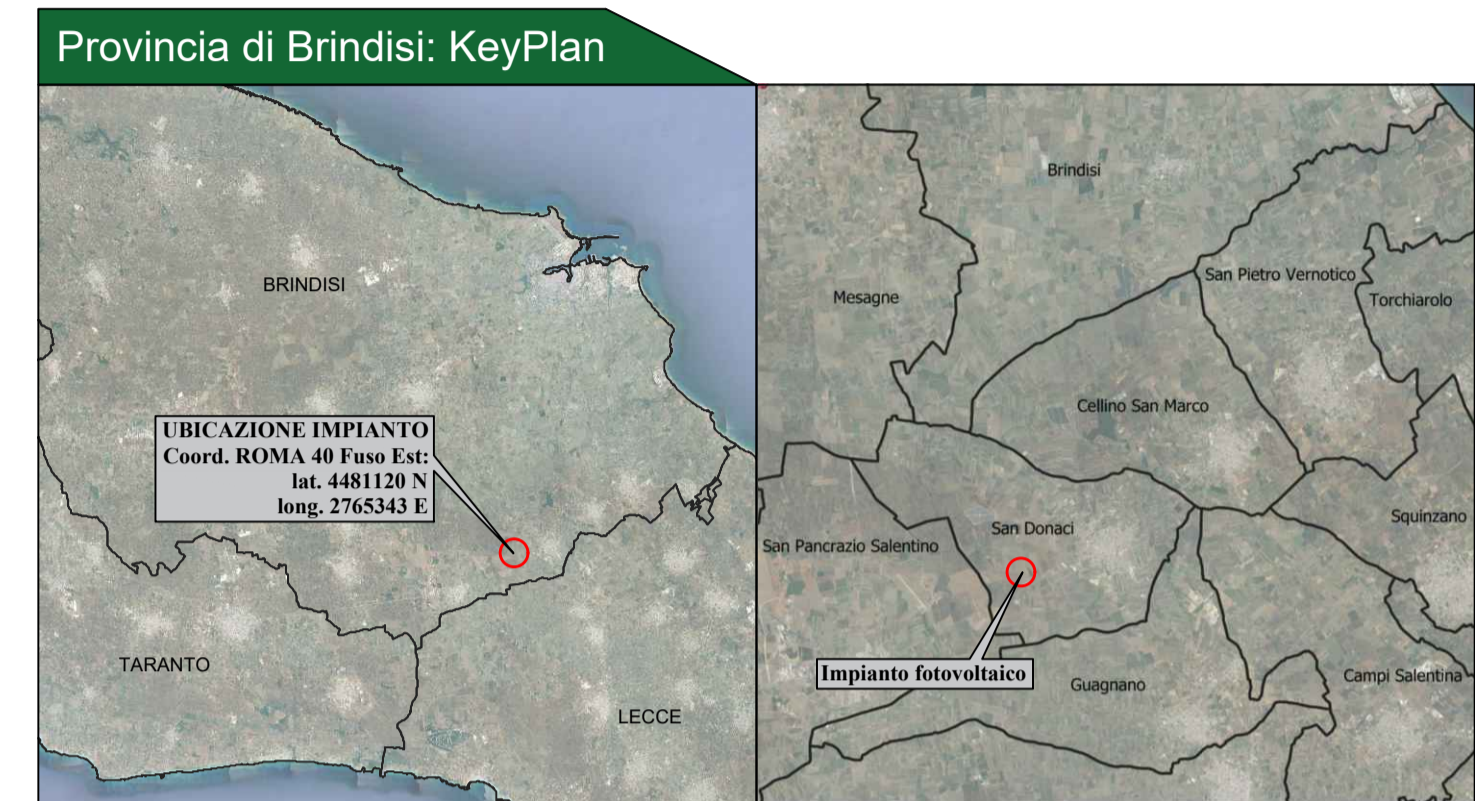 Provincia di Brindisi: KeyPlan
BRINDISI
UBICAZIONE IMPIANTO
Coord. ROMA 40 Fuso Est:
lat. 4481120 N
long. 2765343 E
TARANTO
LECCE
Brindisi
Mesagne
San Pietro Vernotico
Torchiarolo
Cellino San Marco
Squinzano
San Donaci
San Pancrazio Salentino
Impianto fotovoltaico
Guagnano
Campi Salentina